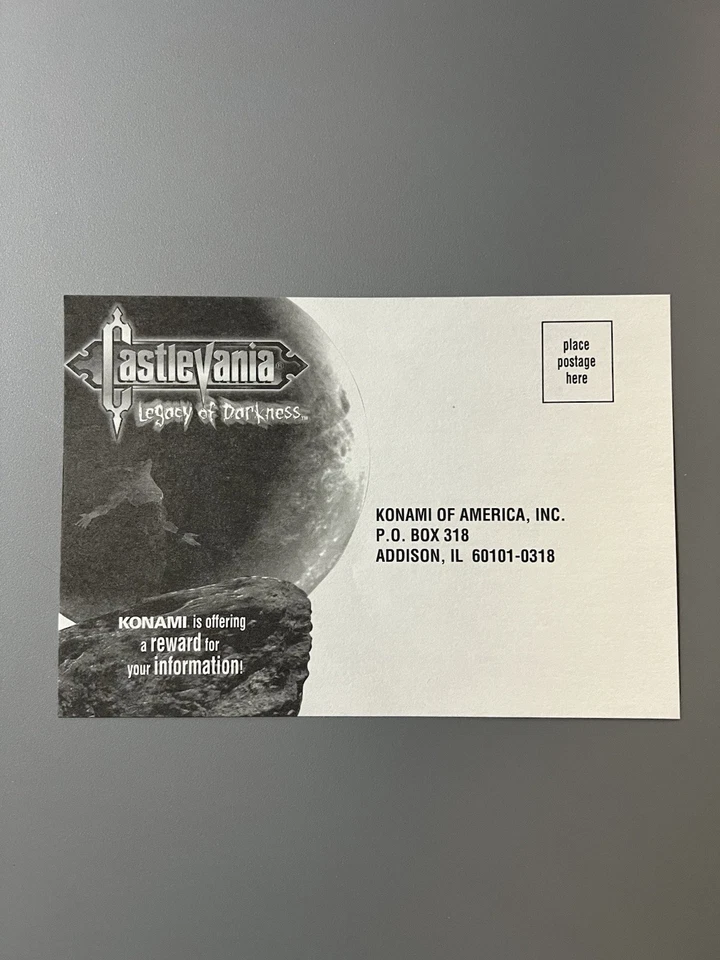 Castlevania®
Legacy of Darkness™
place
postage
here
KONAMI OF AMERICA, INC.
P.O. BOX 318
ADDISON, IL 60101-0318
KONAMI is offering
a reward for
your information!